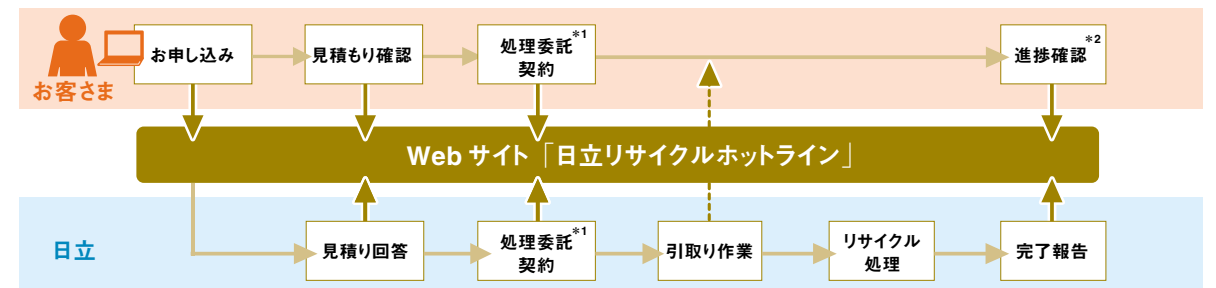 お客さま
お申し込み
見積もり確認
処理委託*1
契約
進捗確認*2
Webサイト「日立リサイクルホットライン」
日立
見積り回答
処理委託*1
契約
引取り作業
リサイクル
処理
完了報告